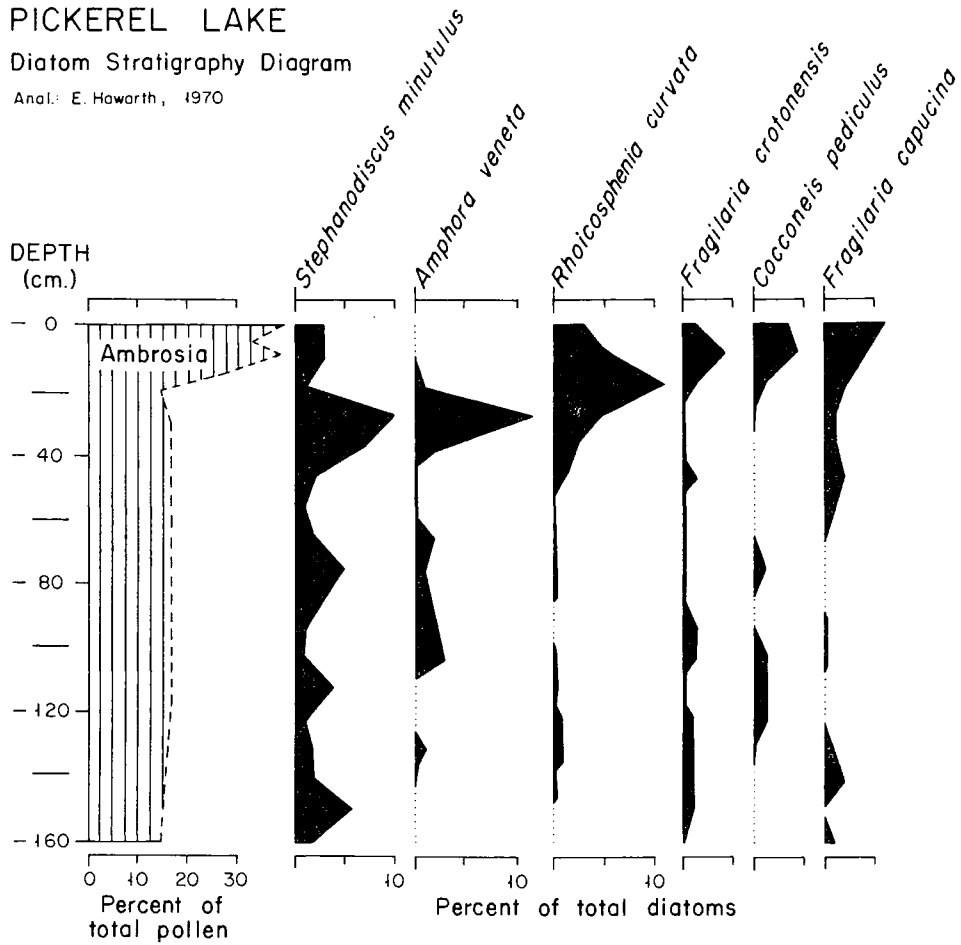 PICKEREL LAKE
Diatom Stratigraphy Diagram
Anal.: E. Haworth, 1970
Stephanodiscus minutulus
Amphora veneta
Rhoicosphenia curvata
Fragilaria crotonensis
Cocconeis pediculus
Fragilaria capucina
DEPTH
(cm.)
0
Ambrosia
40
80
120
160
0 10 20 30
10 10 10
Percent of
total pollen
Percent of total diatoms